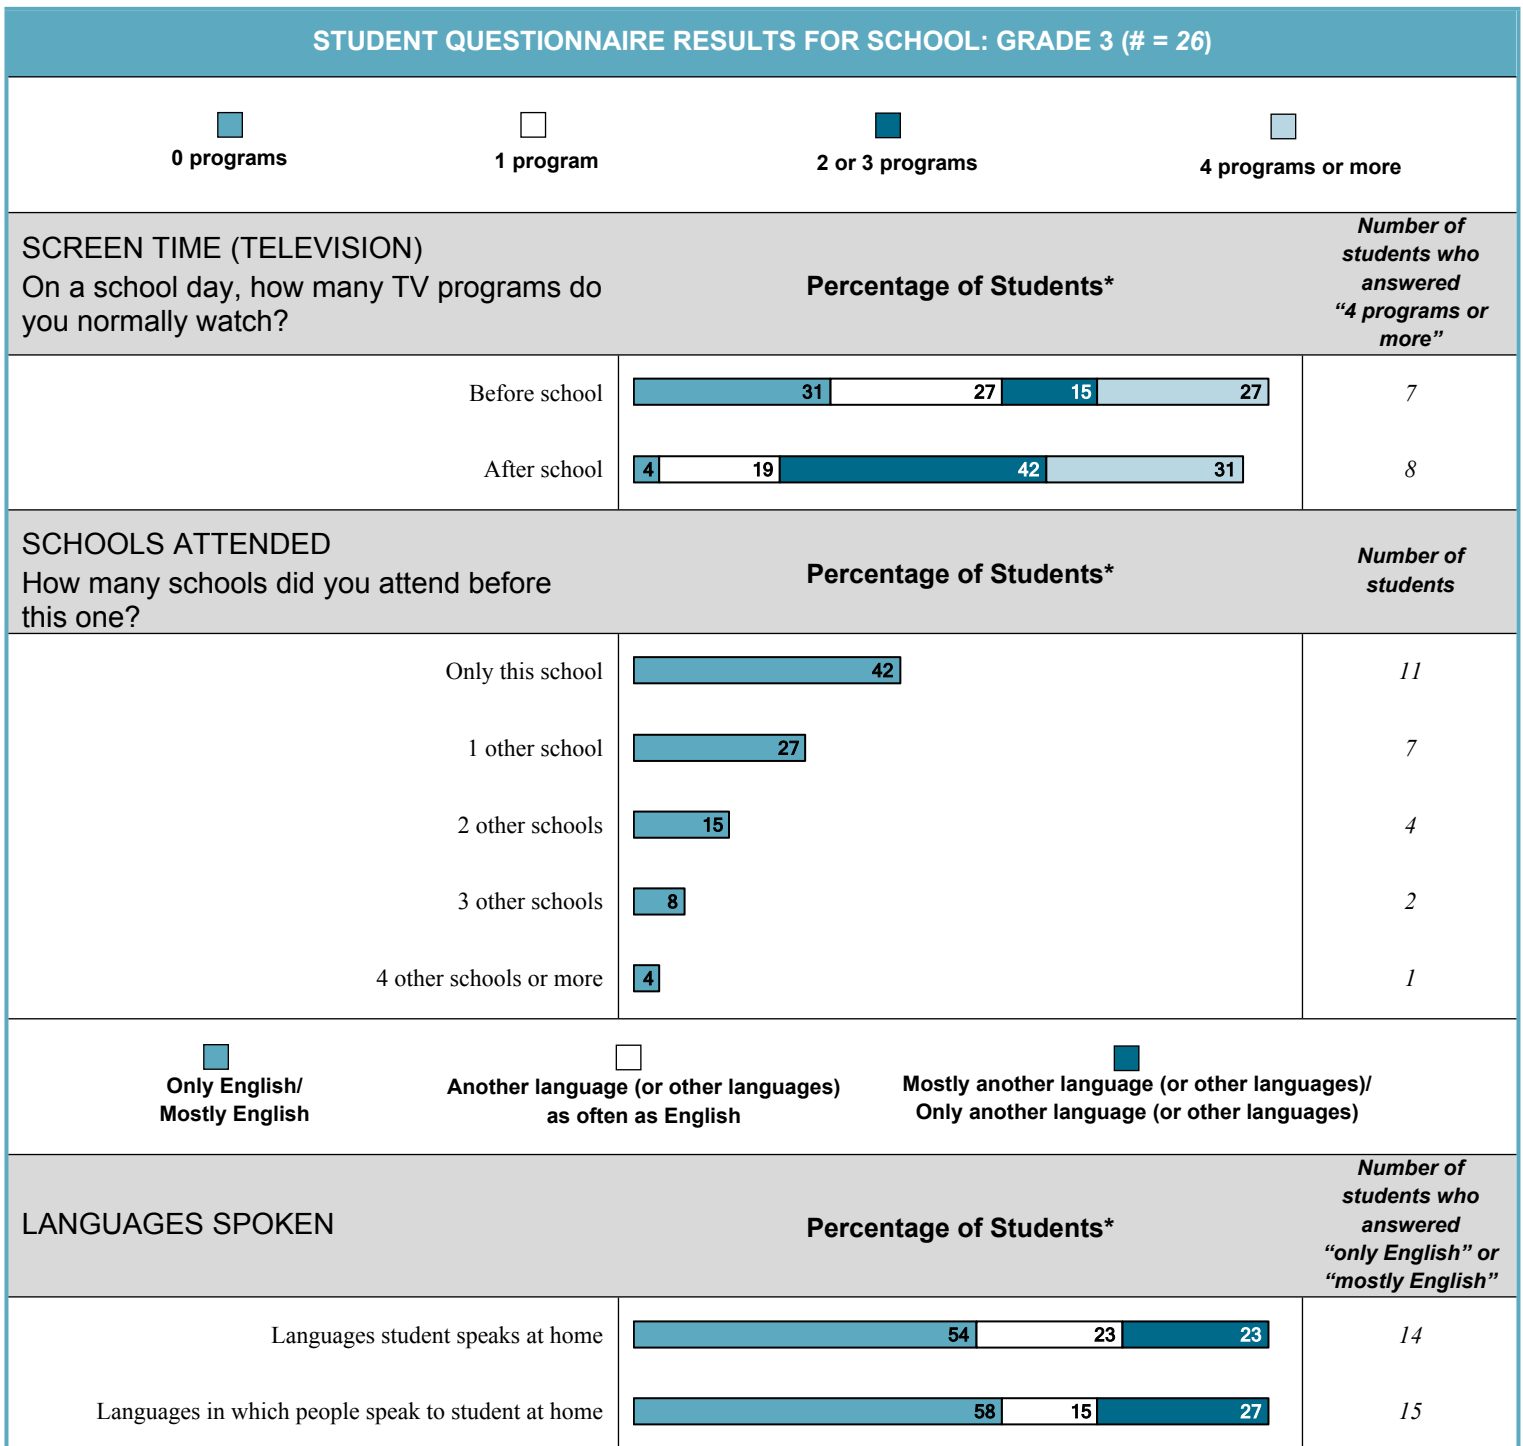 STUDENT QUESTIONNAIRE RESULTS FOR SCHOOL: GRADE 3 (# = 26)
0 programs
1 program
2 or 3 programs
4 programs or more
SCREEN TIME (TELEVISION)
On a school day, how many TV programs do
you normally watch?
Percentage of Students*
Number of
students who
answered
“4 programs or
more”
Before school
31
27
15
27
7
After school
4
19
42
31
8
SCHOOLS ATTENDED
How many schools did you attend before
this one?
Percentage of Students*
Number of
students
Only this school
42
11
1 other school
27
7
2 other schools
15
4
3 other schools
8
2
4 other schools or more
4
1
Only English/
Mostly English
Another language (or other languages)
as often as English
Mostly another language (or other languages)/
Only another language (or other languages)
LANGUAGES SPOKEN
Percentage of Students*
Number of
students who
answered
“only English” or
“mostly English”
Languages student speaks at home
54
23
23
14
Languages in which people speak to student at home
58
15
27
15